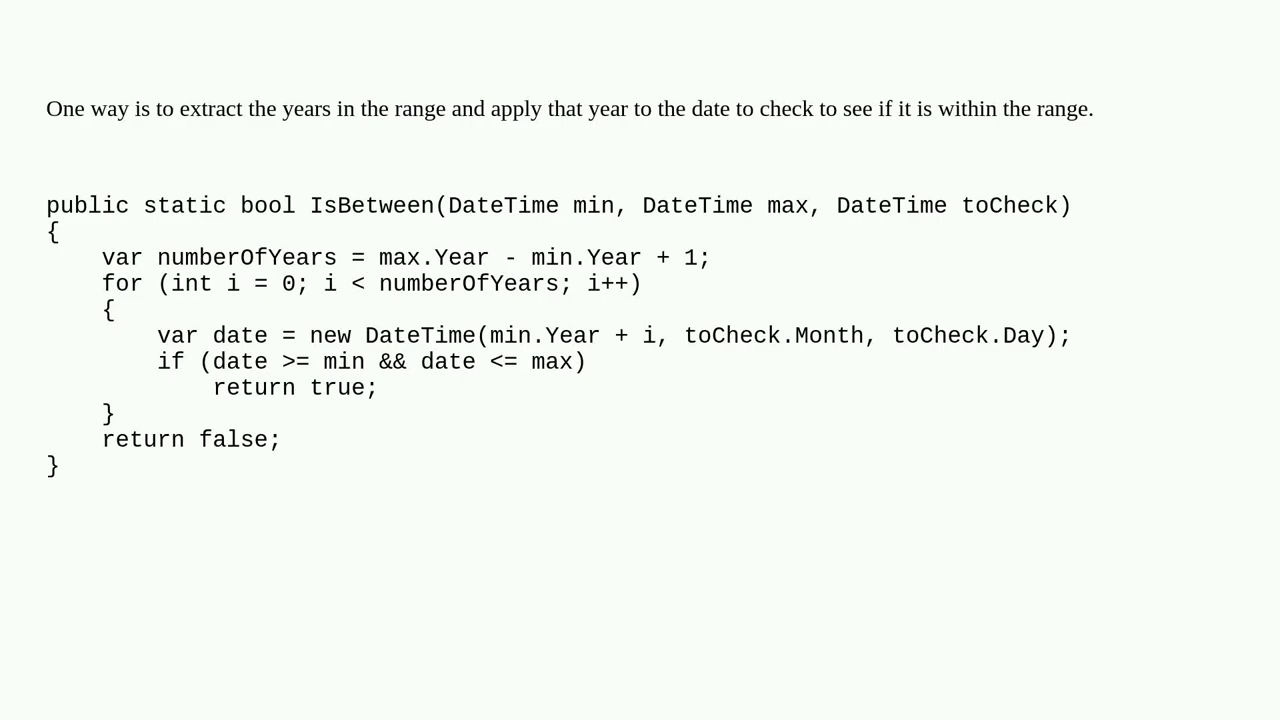 One way is to extract the years in the range and apply that year to the date to check to see if it is within the range.
public static bool IsBetween(DateTime min, DateTime max, DateTime toCheck)
{
    var numberOfYears = max.Year - min.Year + 1;
    for (int i = 0; i < numberOfYears; i++)
    {
        var date = new DateTime(min.Year + i, toCheck.Month, toCheck.Day);
        if (date >= min && date <= max)
            return true;
    }
    return false;
}